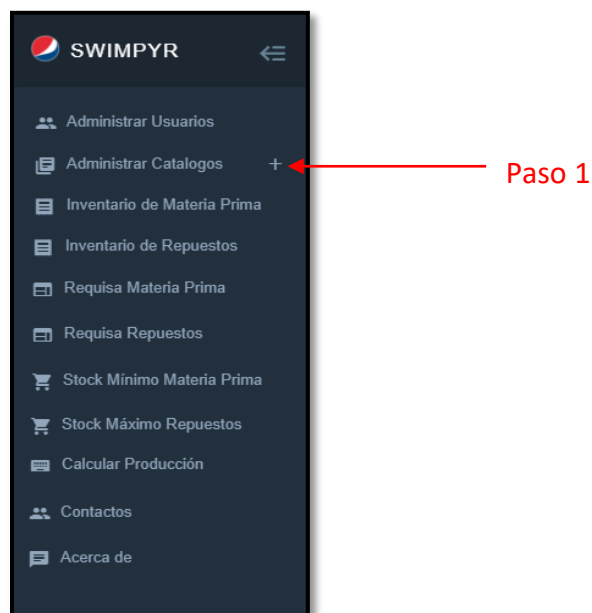 SWIMPYR
Administrar Usuarios
Administrar Catalogos +
Paso 1
Inventario de Materia Prima
Inventario de Repuestos
Requisa Materia Prima
Requisa Repuestos
Stock Mínimo Materia Prima
Stock Máximo Repuestos
Calcular Producción
Contactos
Acerca de